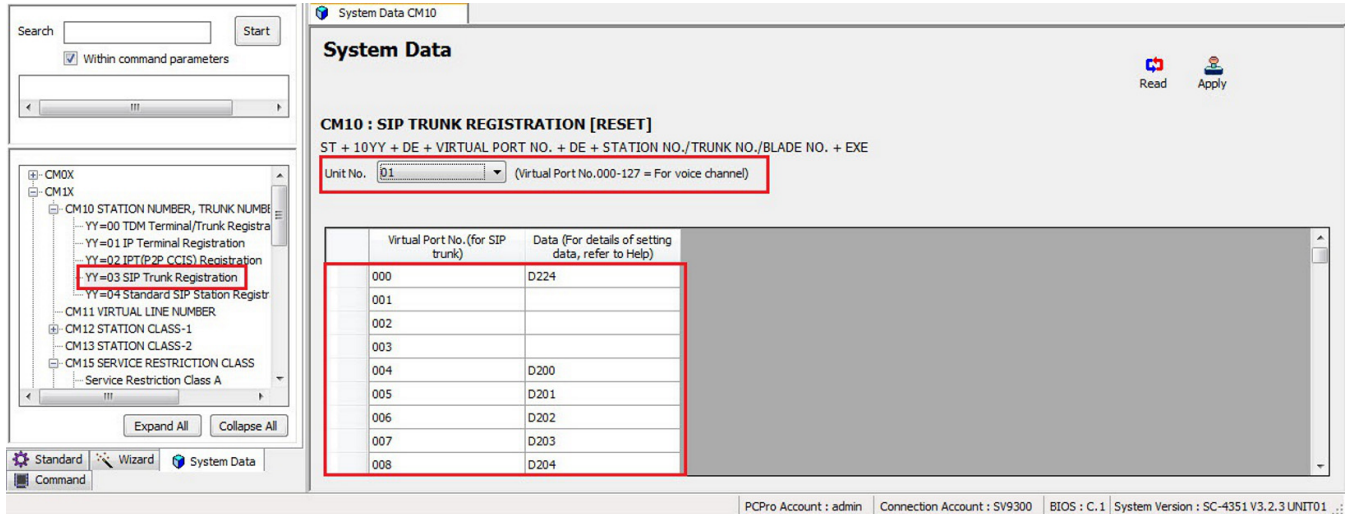 Search
Start
Within command parameters
CM0X
CM1X
CM10 STATION NUMBER, TRUNK NUMBE
YY=00 TDM Terminal/Trunk Registra
YY=01 IP Terminal Registration
YY=02 IPT(P2P CCIS) Registration
YY=03 SIP Trunk Registration
YY=04 Standard SIP Station Registr
CM11 VIRTUAL LINE NUMBER
CM12 STATION CLASS-1
CM13 STATION CLASS-2
CM15 SERVICE RESTRICTION CLASS
Service Restriction Class A
Expand All Collapse All
Standard Wizard System Data
Command
System Data CM10
System Data
Read Apply
CM10 : SIP TRUNK REGISTRATION [RESET]
ST + 10YY + DE + VIRTUAL PORT NO. + DE + STATION NO./TRUNK NO./BLADE NO. + EXE
Unit No. 01 (Virtual Port No.000-127 = For voice channel)
Virtual Port No.(for SIP trunk) Data (For details of setting data, refer to Help)
000 D224
001
002
003
004 D200
005 D201
006 D202
007 D203
008 D204
PCPro Account : admin Connection Account : SV9300 BIOS : C.1 System Version : SC-4351 V3.2.3 UNIT01